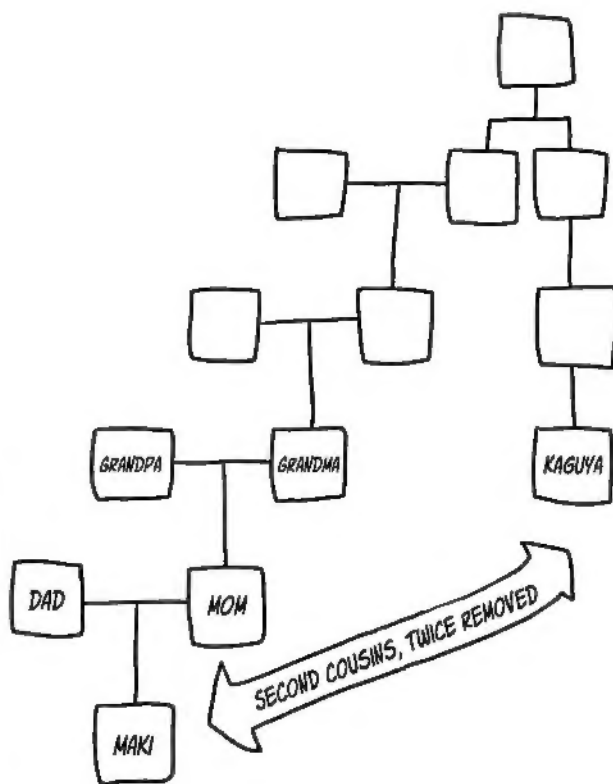 GRANDPA
GRANDMA
KAGUYA
DAD
MOM
SECOND COUSINS, TWICE REMOVED
MAKI